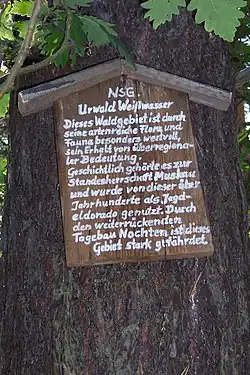 NSG
Urwald Weißwasser
Dieses Waldgebiet ist durch
seine artenreiche Flora und
Fauna besonders wertvoll,
sein Erhalt von überregiona-
ler Bedeutung.
Geschichtlich gehörte es zur
Standesherrschaft Muskau
und wurde von dieser über
Jahrhunderte als Jagd-
eldorado genutzt. Durch
den weiterrückenden
Tagebau Nochten ist dieses
Gebiet stark gefährdet.